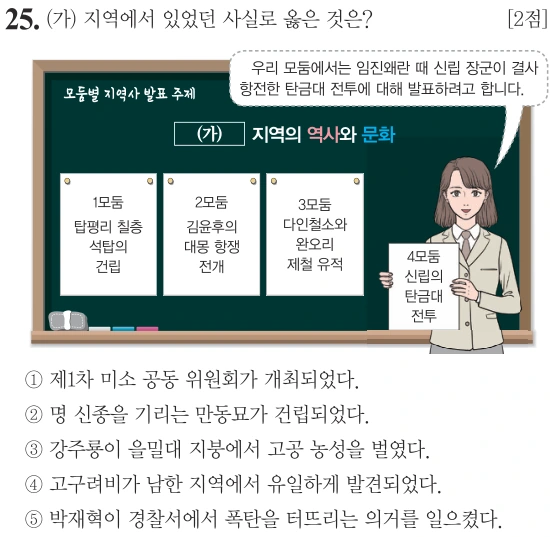 25. (가) 지역에서 있었던 사실로 옳은 것은? [2점]
우리 모둠에서는 임진왜란 때 신립 장군이 결사
항전한 탄금대 전투에 대해 발표하려고 합니다.
모둠별 지역사 발표 주제
(가) 지역의 역사와 문화
1모둠
탑평리 칠층
석탑의
건립
2모둠
김윤후의
대몽 항쟁
전개
3모둠
다인철소와
완오리
제철 유적
4모둠
신립의
탄금대
전투
① 제1차 미소 공동 위원회가 개최되었다.
② 명 신종을 기리는 만동묘가 건립되었다.
③ 강주룡이 을밀대 지붕에서 고공 농성을 벌였다.
④ 고구려비가 남한 지역에서 유일하게 발견되었다.
⑤ 박재혁이 경찰서에서 폭탄을 터뜨리는 의거를 일으켰다.